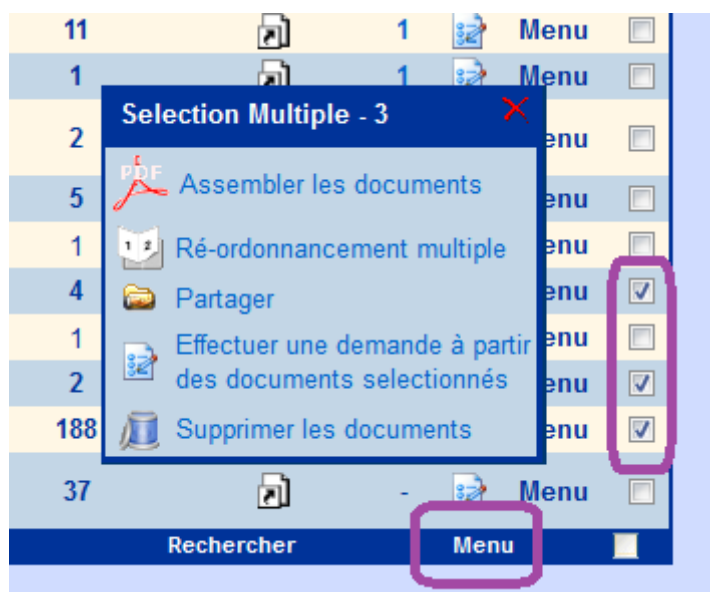 11 1 Menu
1 1 Menu
Selection Multiple - 3
2 enu
PDF Assembler les documents
5 enu
1 1 2 Ré-ordonnancement multiple enu
4 Partager enu
1 Effectuer une demande à partir enu
2 des documents selectionnés enu
188 Supprimer les documents enu
37 - Menu
Rechercher Menu